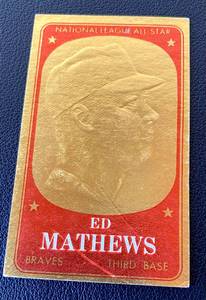 NATIONAL LEAGUE ALL-STAR
ED
MATHEWS
BRAVES THIRD BASE